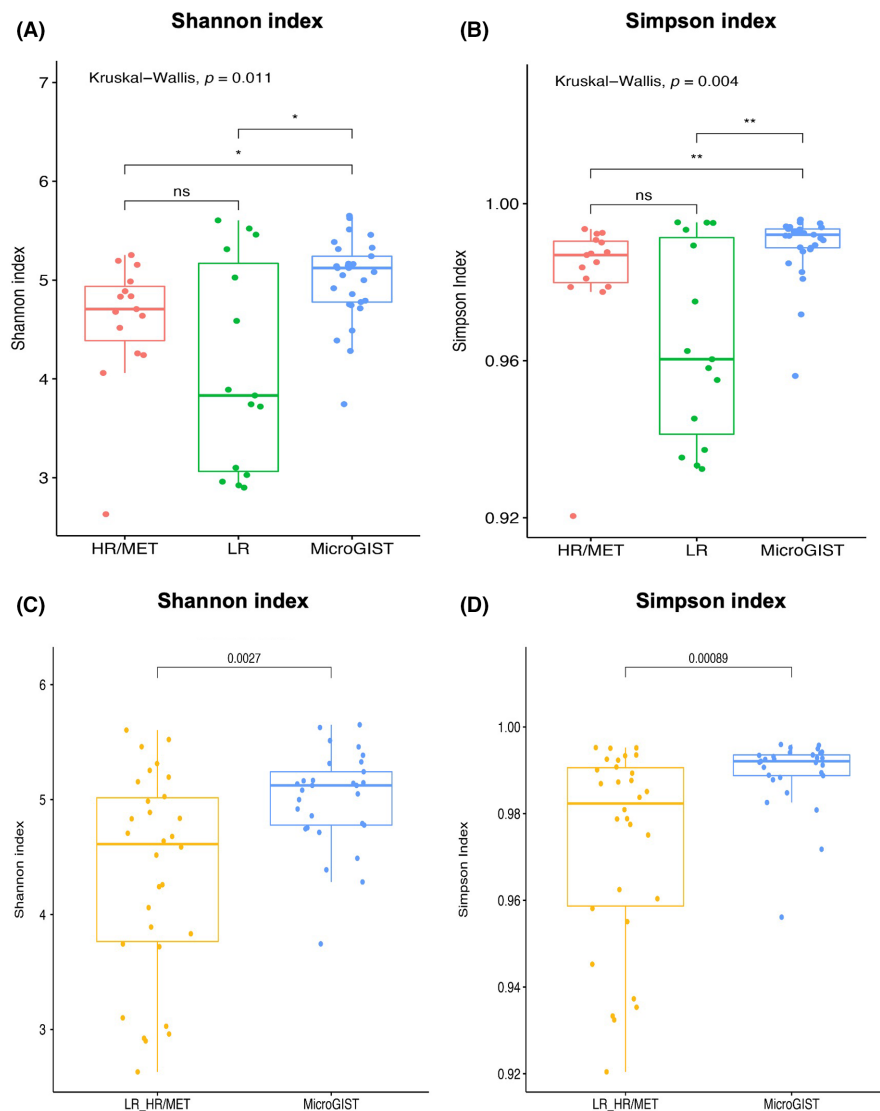 (A)
Shannon index
Kruskal–Wallis, p = 0.011
*
*
ns
7
6
5
4
3
Shannon index
HR/MET
LR
MicroGIST
(B)
Simpson index
Kruskal–Wallis, p = 0.004
**
**
ns
1.00
0.96
0.92
Simpson Index
HR/MET
LR
MicroGIST
(C)
Shannon index
0.0027
6
5
4
3
Shannon index
LR_HR/MET
MicroGIST
(D)
Simpson index
0.00089
1.00
0.98
0.96
0.94
0.92
Simpson Index
LR_HR/MET
MicroGIST